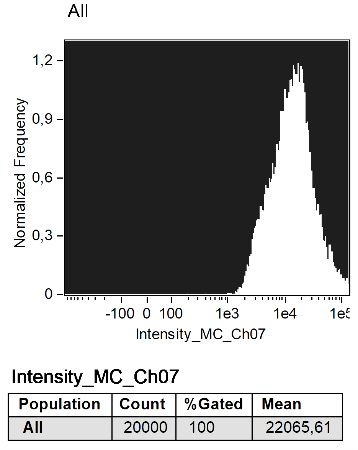 All
1,2
0,9
0,6
0,3
0
Normalized Frequency
-100 0 100 1e3 1e4 1e5
Intensity_MC_Ch07
Intensity_MC_Ch07
Population Count %Gated Mean
All 20000 100 22065,61